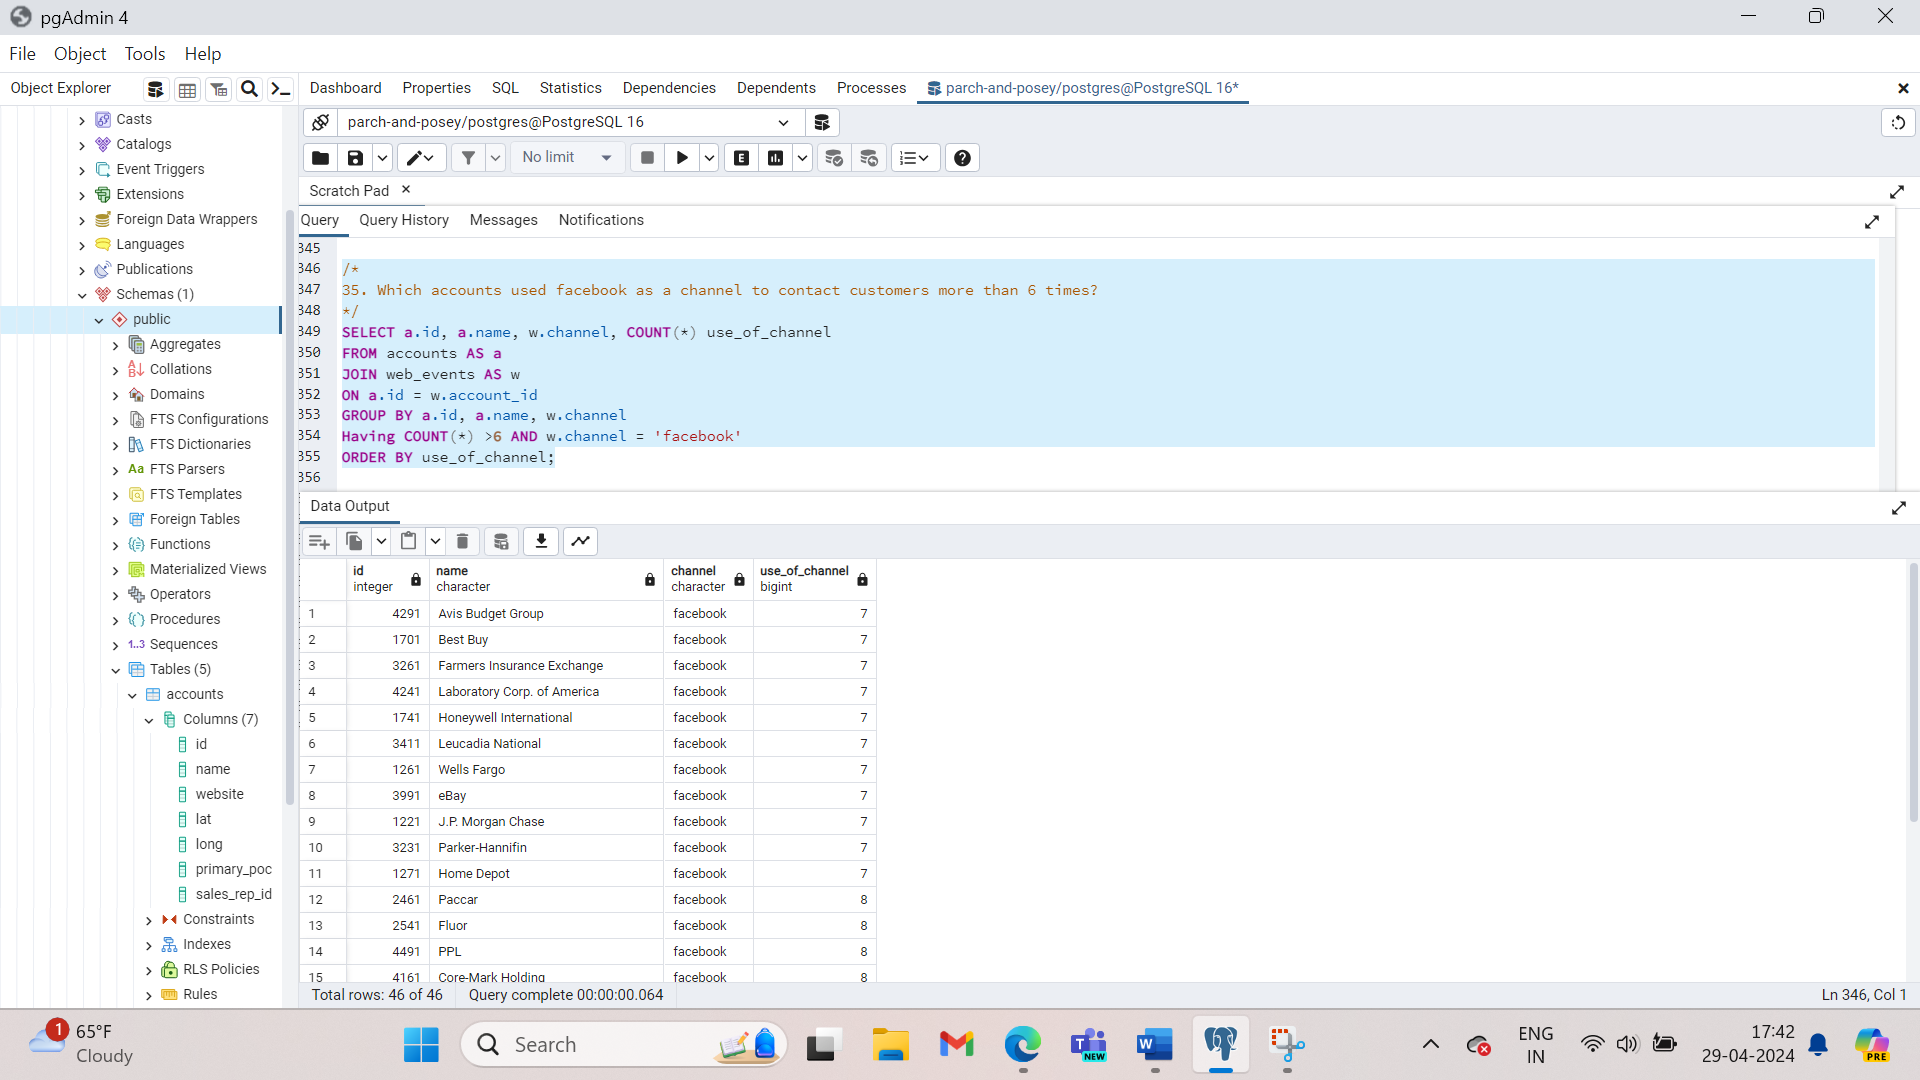 pgAdmin 4
File Object Tools Help
Object Explorer
Dashboard Properties SQL Statistics Dependencies Dependents Processes parch-and-posey/postgres@PostgreSQL 16*
parch-and-posey/postgres@PostgreSQL 16
No limit
E
Scratch Pad
Query Query History Messages Notifications
Casts
Catalogs
Event Triggers
Extensions
Foreign Data Wrappers
Languages
Publications
Schemas (1)
public
Aggregates
Collations
Domains
FTS Configurations
FTS Dictionaries
Aa FTS Parsers
FTS Templates
Foreign Tables
Functions
Materialized Views
Operators
Procedures
1..3 Sequences
Tables (5)
accounts
Columns (7)
id
name
website
lat
long
primary_poc
sales_rep_id
Constraints
Indexes
RLS Policies
Rules
345
346 /*
347 35. Which accounts used facebook as a channel to contact customers more than 6 times?
348 */
349 SELECT a.id, a.name, w.channel, COUNT(*) use_of_channel
350 FROM accounts AS a
351 JOIN web_events AS w
352 ON a.id = w.account_id
353 GROUP BY a.id, a.name, w.channel
354 Having COUNT(*) >6 AND w.channel = 'facebook'
355 ORDER BY use_of_channel;
356
Data Output
id name channel use_of_channel
integer character character bigint
1 4291 Avis Budget Group facebook 7
2 1701 Best Buy facebook 7
3 3261 Farmers Insurance Exchange facebook 7
4 4241 Laboratory Corp. of America facebook 7
5 1741 Honeywell International facebook 7
6 3411 Leucadia National facebook 7
7 1261 Wells Fargo facebook 7
8 3991 eBay facebook 7
9 1221 J.P. Morgan Chase facebook 7
10 3231 Parker-Hannifin facebook 7
11 1271 Home Depot facebook 7
12 2461 Paccar facebook 8
13 2541 Fluor facebook 8
14 4491 PPL facebook 8
15 4161 Core-Mark Holding facebook 8
Total rows: 46 of 46 Query complete 00:00:00.064 Ln 346, Col 1
1 65°F
Cloudy
Search
NEW
ENG
IN
17:42
29-04-2024
PRE